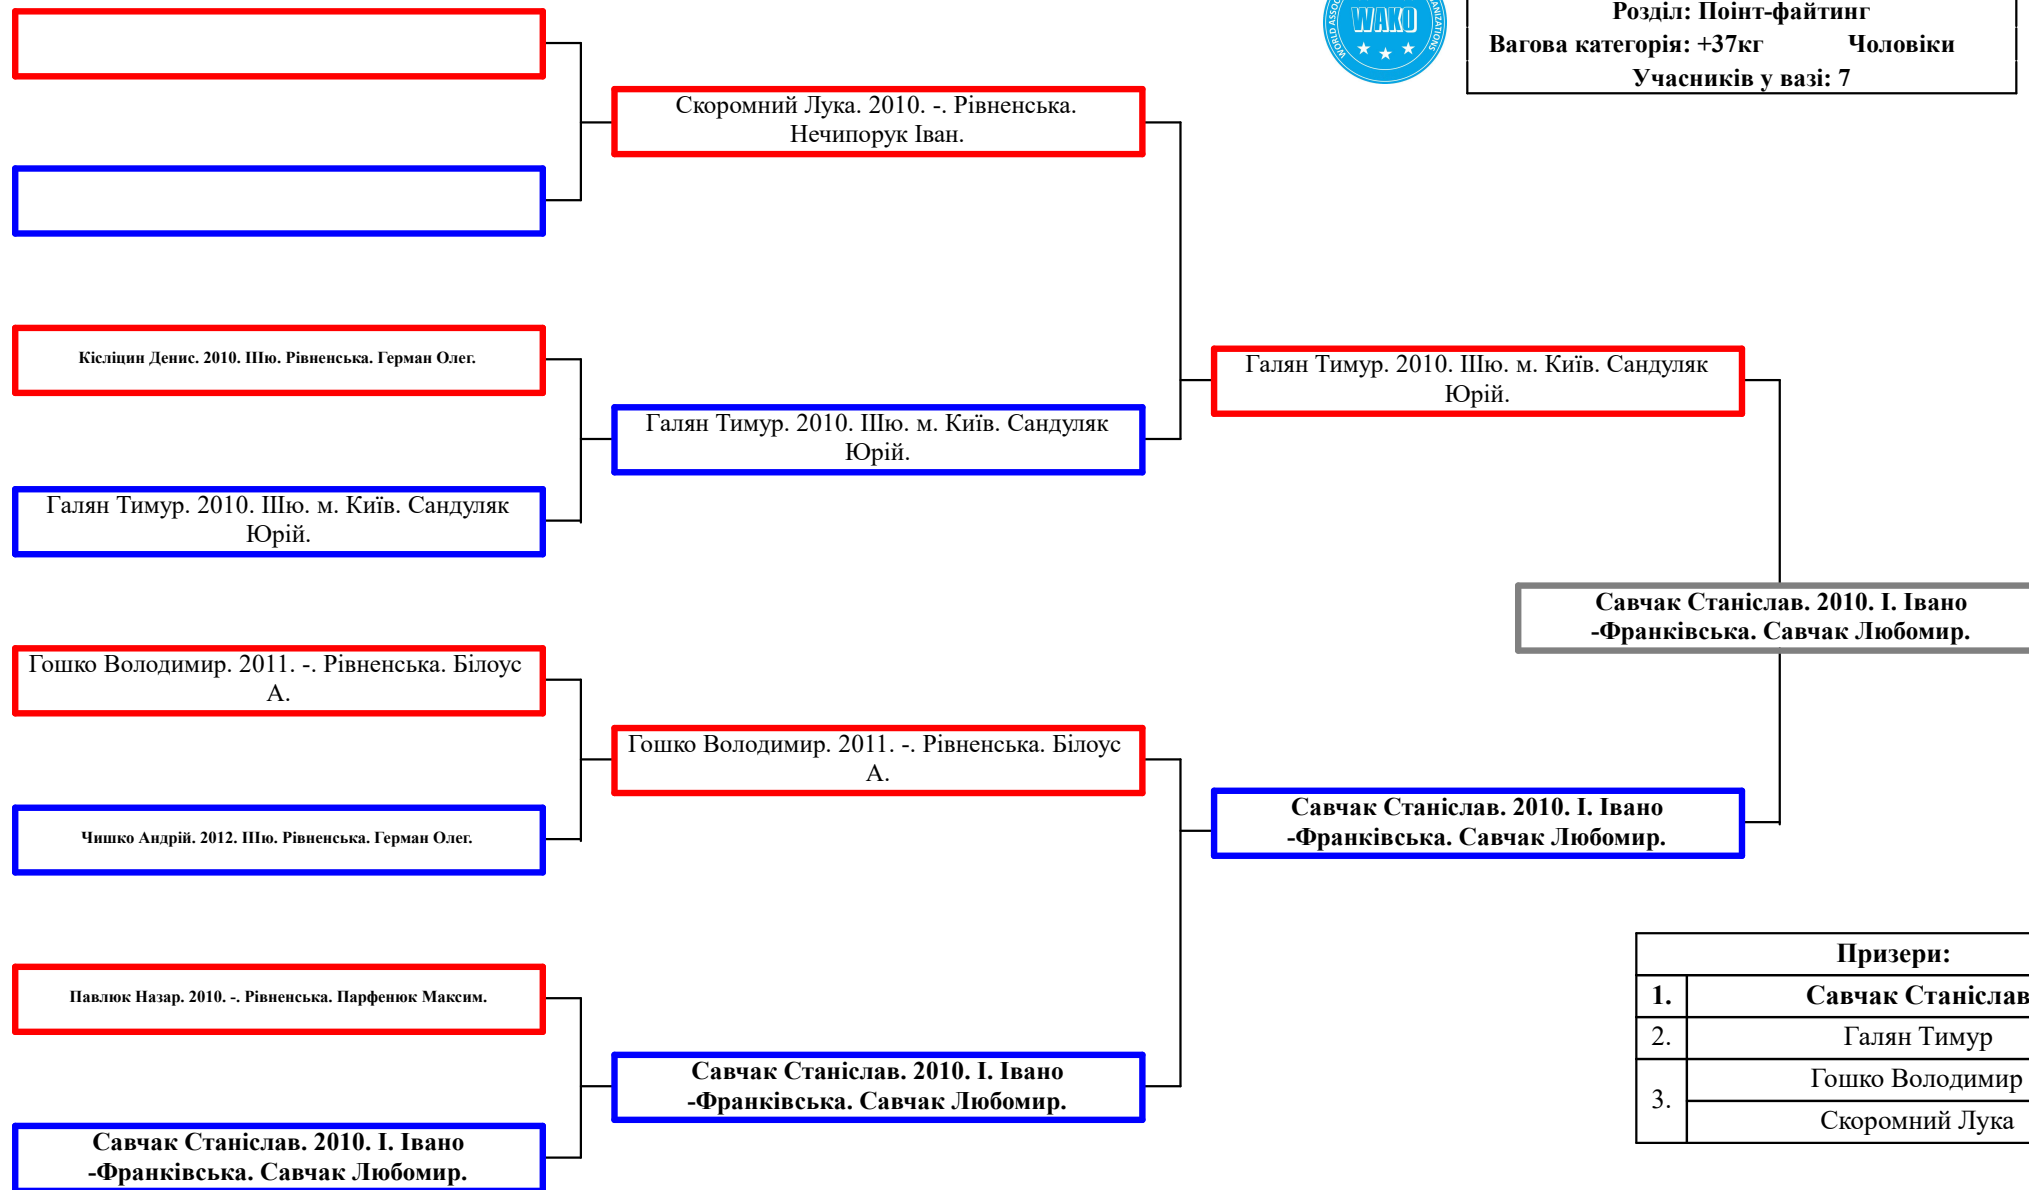 WORLD ASSOC
ANIZATIONS
WAKO
Розділ: Поінт-файтинг
Вагова категорія: +37кг Чоловіки
Учасників у вазі: 7
Скоромний Лука. 2010. -. Рівненська.
Нечипорук Іван.
Кісліцин Денис. 2010. ІІІю. Рівненська. Герман Олег.
Галян Тимур. 2010. ІІІю. м. Київ. Сандуляк
Юрій.
Галян Тимур. 2010. ІІІю. м. Київ. Сандуляк
Юрій.
Галян Тимур. 2010. ІІІю. м. Київ. Сандуляк
Юрій.
Савчак Станіслав. 2010. І. Івано
-Франківська. Савчак Любомир.
Гошко Володимир. 2011. -. Рівненська. Білоус
А.
Гошко Володимир. 2011. -. Рівненська. Білоус
А.
Савчак Станіслав. 2010. І. Івано
-Франківська. Савчак Любомир.
Чишко Андрій. 2012. ІІІю. Рівненська. Герман Олег.
Павлюк Назар. 2010. -. Рівненська. Парфенюк Максим.
Савчак Станіслав. 2010. І. Івано
-Франківська. Савчак Любомир.
Савчак Станіслав. 2010. І. Івано
-Франківська. Савчак Любомир.
Призери:
1. Савчак Станіслав
2. Галян Тимур
3. Гошко Володимир
Скоромний Лука